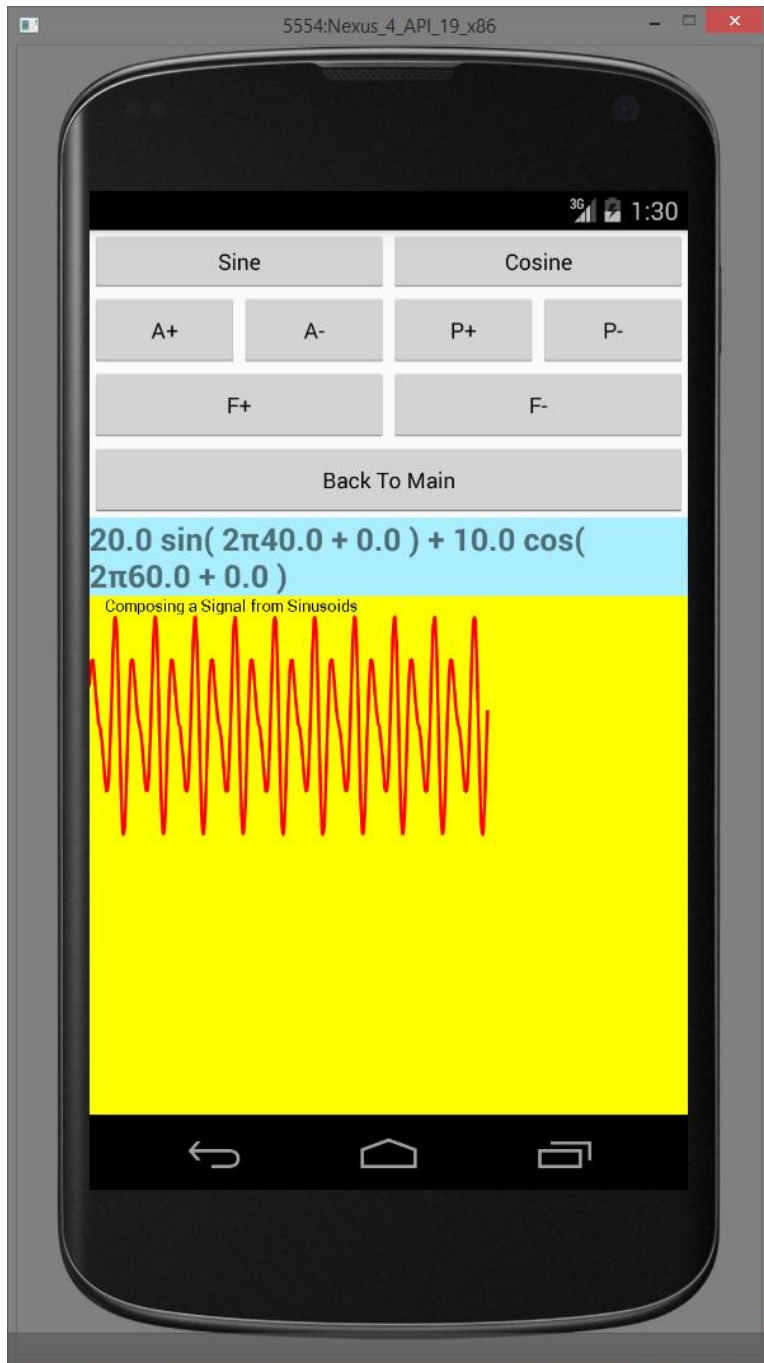 5554:Nexus_4_API_19_x86
3G 1:30
Sine Cosine
A+ A- P+ P-
F+ F-
Back To Main
20.0 sin( 2π40.0 + 0.0 ) + 10.0 cos(
2π60.0 + 0.0 )
Composing a Signal from Sinusoids